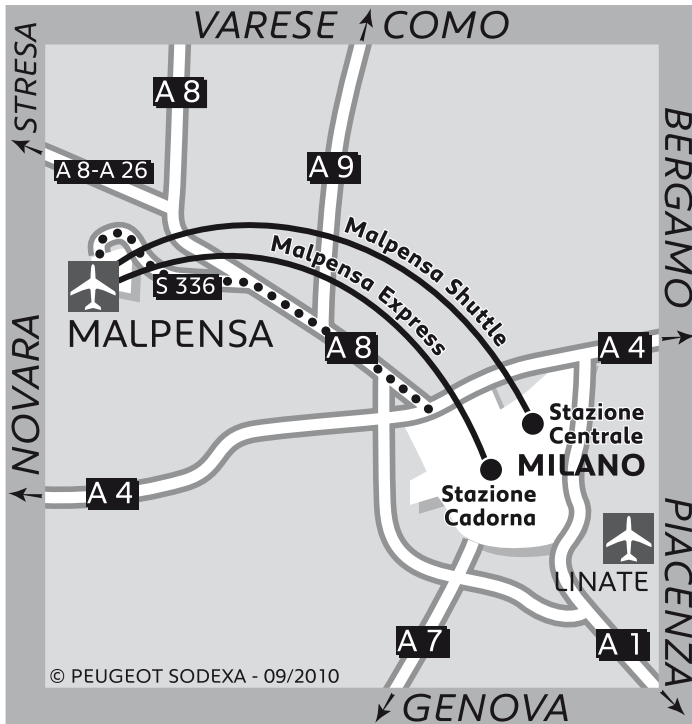 VARESE COMO
STRESA
A 8
A 8-A 26
A 9
BERGAMO
Malpensa Shuttle
Malpensa Express
S 336
MALPENSA
A 8
A 4
NOVARA
Stazione
Centrale
MILANO
A 4
Stazione
Cadorna
PIACENZA
LINATE
A 7
A 1
© PEUGEOT SODEXA - 09/2010
GENOVA